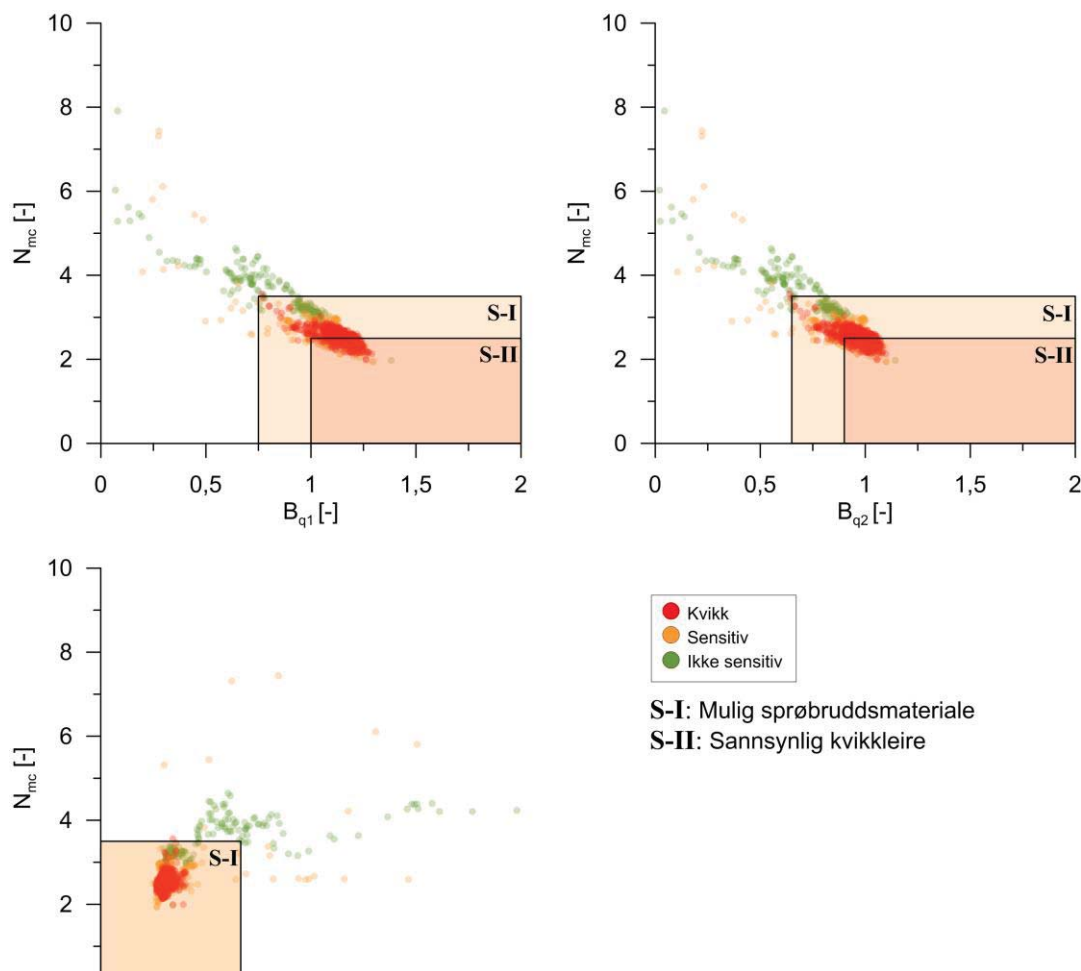 10
8
6
4
2
0
N_mc [-]
0
0,5
1
1,5
2
B_q1 [-]
S-I
S-II
10
8
6
4
2
0
N_mc [-]
0
0,5
1
1,5
2
B_q2 [-]
S-I
S-II
10
8
6
4
2
N_mc [-]
S-I
Kvikk
Sensitiv
Ikke sensitiv
S-I: Mulig sprøbruddsmateriale
S-II: Sannsynlig kvikkleire